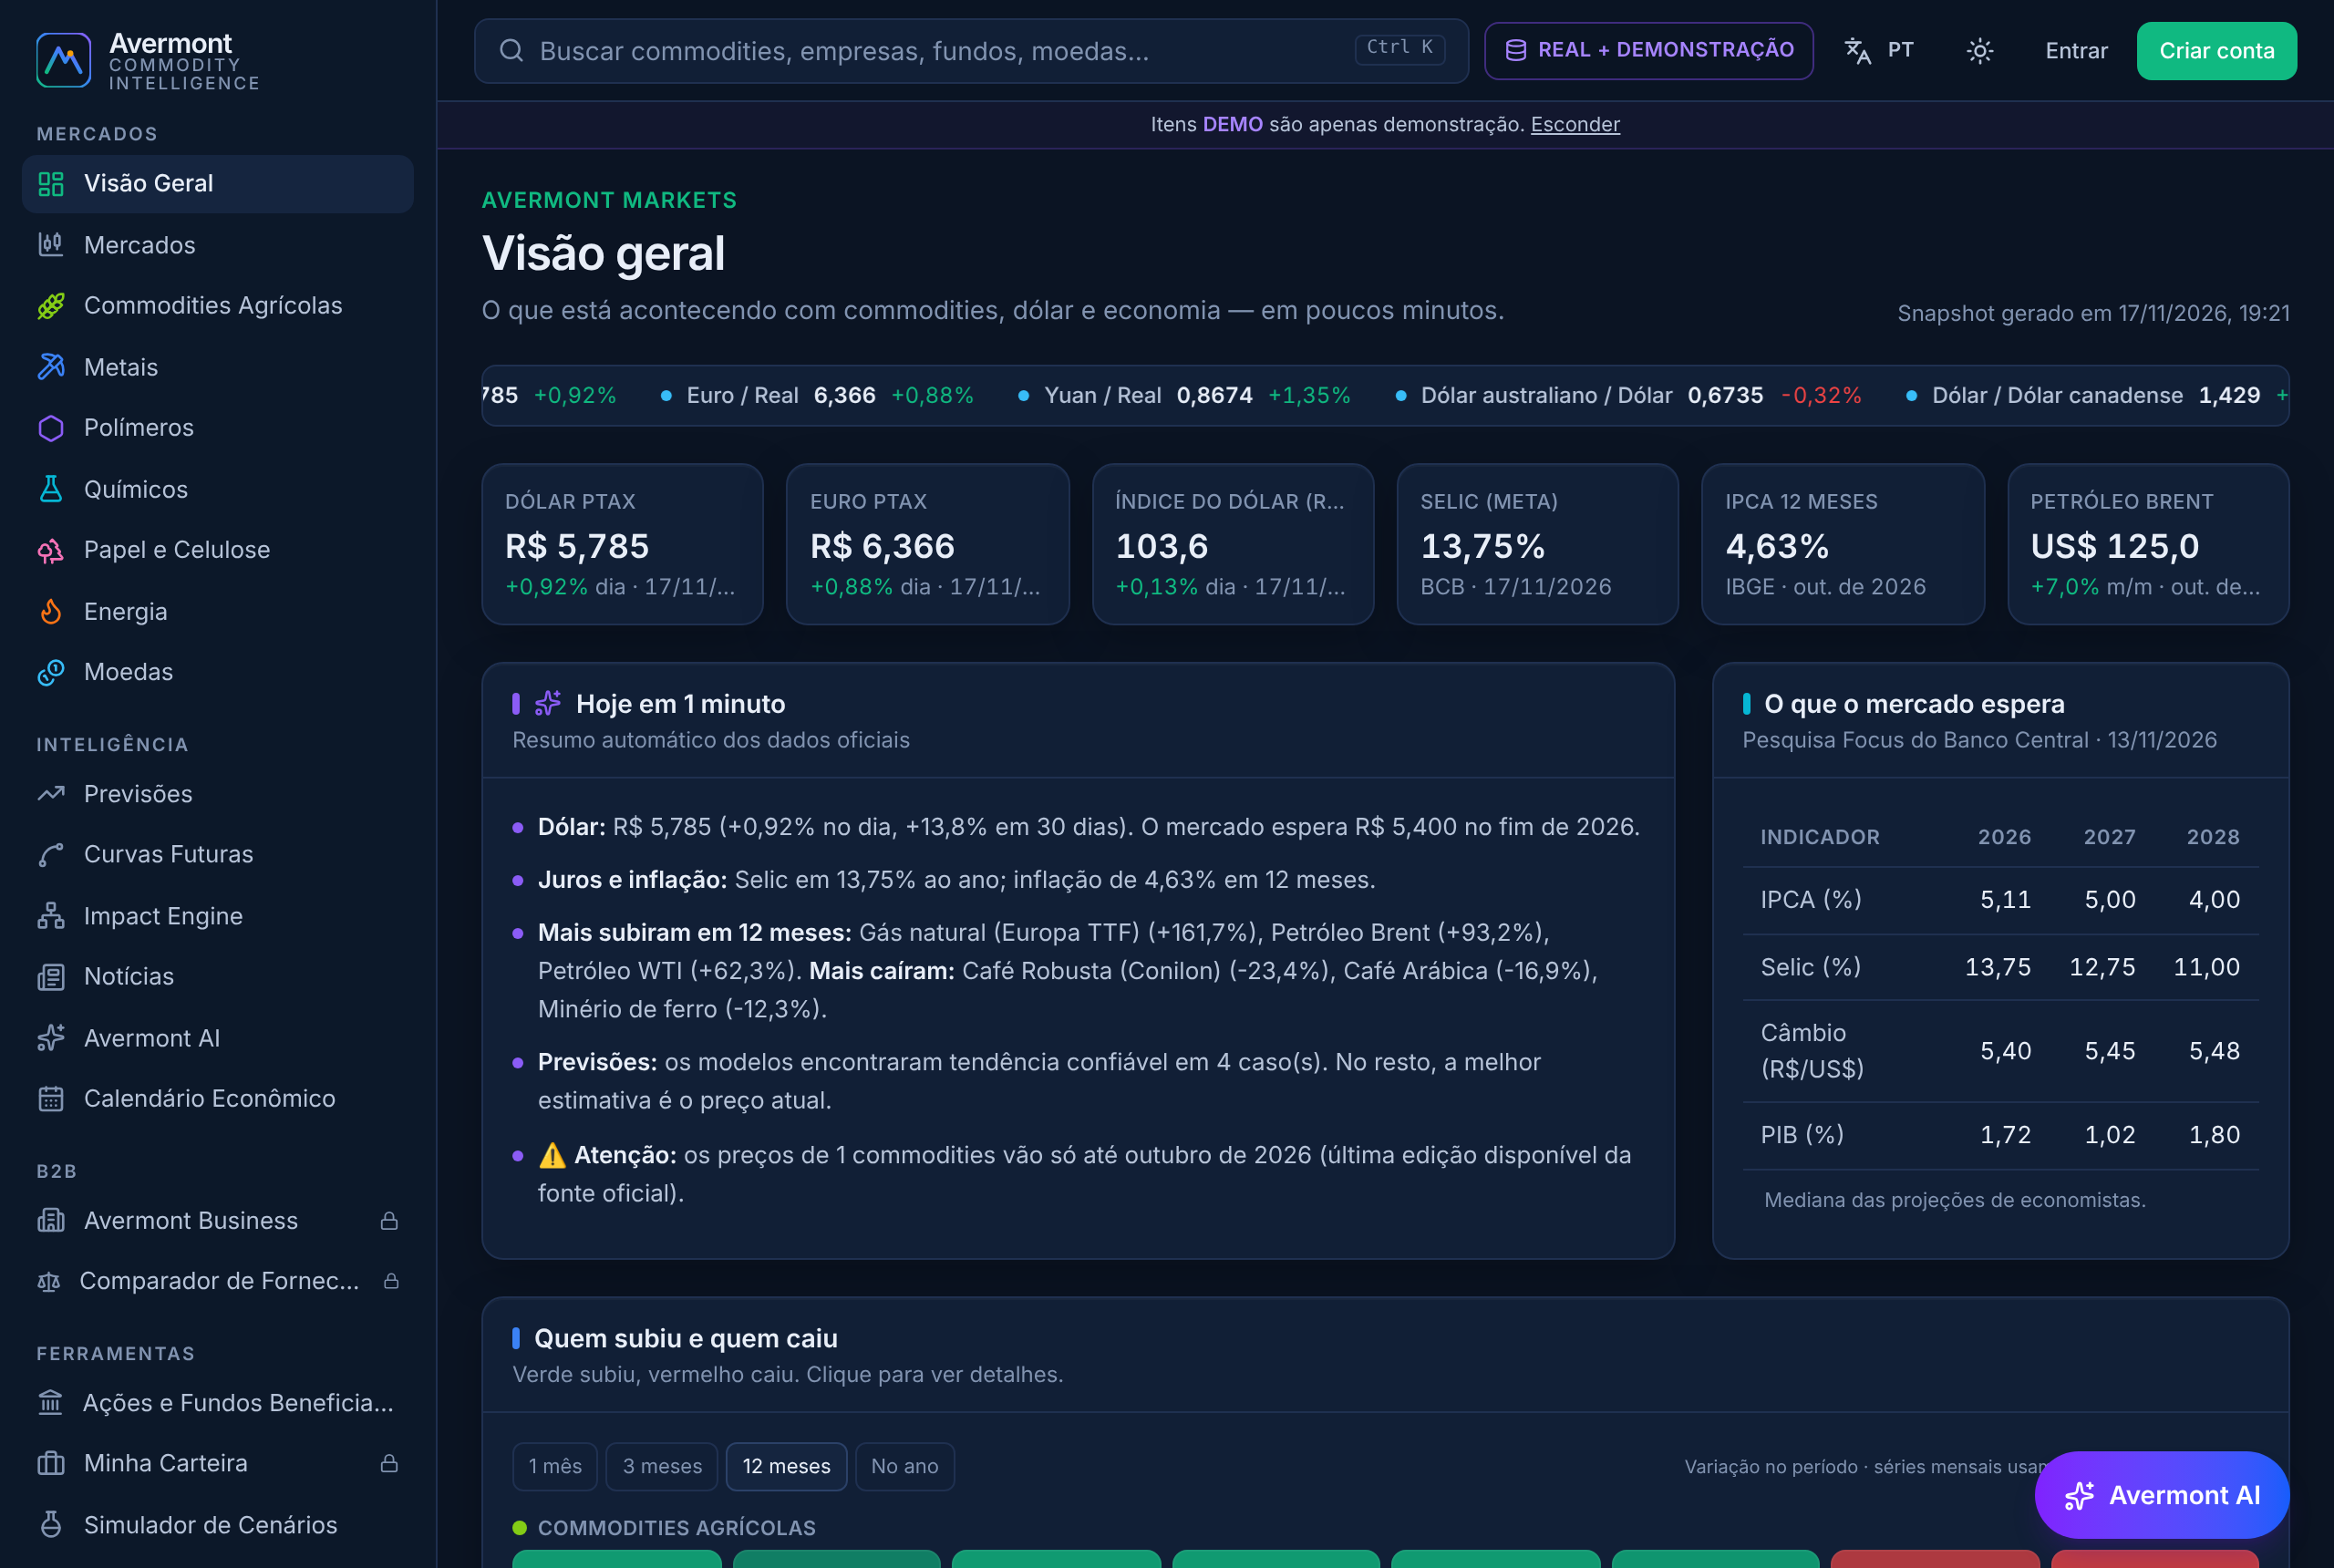 Avermont
COMMODITY
INTELLIGENCE
MERCADOS
Visão Geral
Mercados
Commodities Agrícolas
Metais
Polímeros
Químicos
Papel e Celulose
Energia
Moedas
INTELIGÊNCIA
Previsões
Curvas Futuras
Impact Engine
Notícias
Avermont AI
Calendário Econômico
B2B
Avermont Business
Comparador de Fornec...
FERRAMENTAS
Ações e Fundos Beneficia...
Minha Carteira
Simulador de Cenários
Buscar commodities, empresas, fundos, moedas... Ctrl K
REAL + DEMONSTRAÇÃO
PT
Entrar
Criar conta
Itens DEMO são apenas demonstração. Esconder
AVERMONT MARKETS
Visão geral
O que está acontecendo com commodities, dólar e economia — em poucos minutos.
Snapshot gerado em 17/11/2026, 19:21
785 +0,92% Euro / Real 6,366 +0,88% Yuan / Real 0,8674 +1,35% Dólar australiano / Dólar 0,6735 -0,32% Dólar / Dólar canadense 1,429 +
DÓLAR PTAX
R$ 5,785
+0,92% dia · 17/11/...
EURO PTAX
R$ 6,366
+0,88% dia · 17/11/...
ÍNDICE DO DÓLAR (R...
103,6
+0,13% dia · 17/11/...
SELIC (META)
13,75%
BCB · 17/11/2026
IPCA 12 MESES
4,63%
IBGE · out. de 2026
PETRÓLEO BRENT
US$ 125,0
+7,0% m/m · out. de...
Hoje em 1 minuto
Resumo automático dos dados oficiais
Dólar: R$ 5,785 (+0,92% no dia, +13,8% em 30 dias). O mercado espera R$ 5,400 no fim de 2026.
Juros e inflação: Selic em 13,75% ao ano; inflação de 4,63% em 12 meses.
Mais subiram em 12 meses: Gás natural (Europa TTF) (+161,7%), Petróleo Brent (+93,2%),
Petróleo WTI (+62,3%). Mais caíram: Café Robusta (Conilon) (-23,4%), Café Arábica (-16,9%),
Minério de ferro (-12,3%).
Previsões: os modelos encontraram tendência confiável em 4 caso(s). No resto, a melhor
estimativa é o preço atual.
⚠️ Atenção: os preços de 1 commodities vão só até outubro de 2026 (última edição disponível da
fonte oficial).
O que o mercado espera
Pesquisa Focus do Banco Central · 13/11/2026
INDICADOR 2026 2027 2028
IPCA (%) 5,11 5,00 4,00
Selic (%) 13,75 12,75 11,00
Câmbio
(R$/US$) 5,40 5,45 5,48
PIB (%) 1,72 1,02 1,80
Mediana das projeções de economistas.
Quem subiu e quem caiu
Verde subiu, vermelho caiu. Clique para ver detalhes.
1 mês 3 meses 12 meses No ano
Variação no período · séries mensais usam
Avermont AI
COMMODITIES AGRÍCOLAS